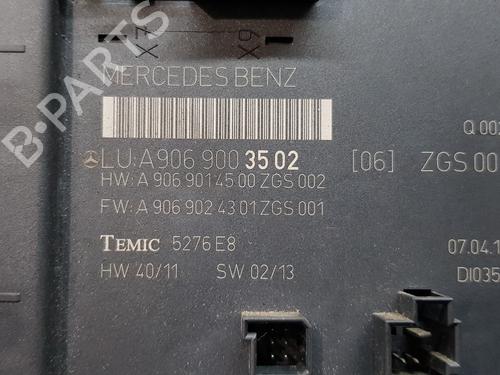 1 6X
MERCEDES BENZ
LU: A 906 900 35 02 [06] ZGS 00
HW: A 906 901 45 00 ZGS 002
FW: A 906 902 43 01 ZGS 001
TEMIC 5276 E8
HW 40/11 SW 02/13
Q 002
07.04.1
DI035
B-PARTS